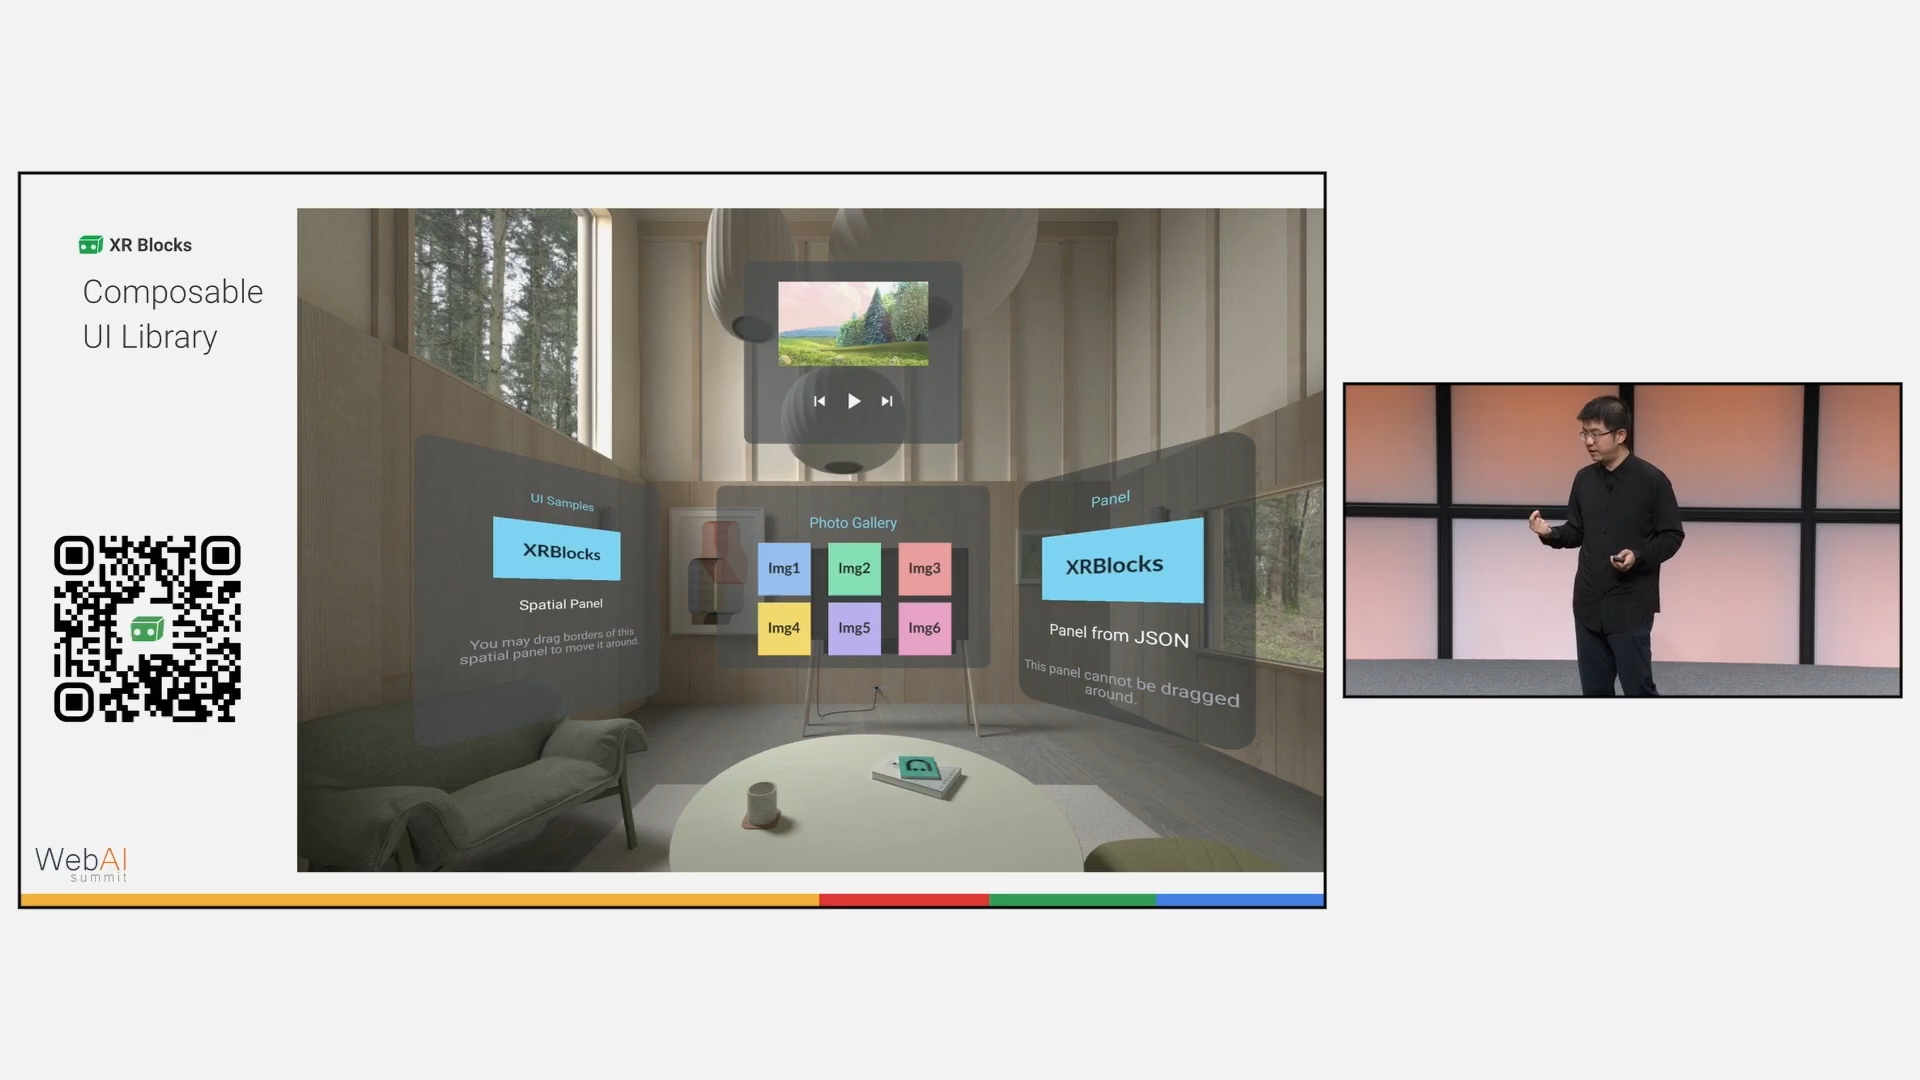 XR Blocks
Composable
UI Library
UI Samples
XRBlocks
Spatial Panel
You may drag borders of this
spatial panel to move it around.
Photo Gallery
Img1
Img2
Img3
Img4
Img5
Img6
Panel
XRBlocks
Panel from JSON
This panel cannot be dragged
around.
WebAI
summit